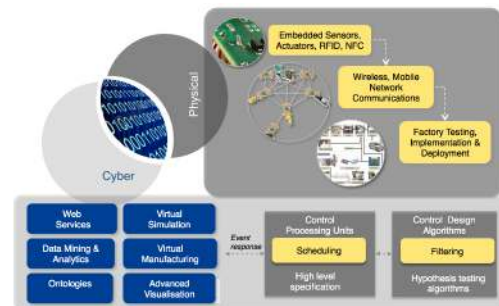 Embedded Sensors,
Actuators, RFID, NFC
Physical
Wireless, Mobile
Network
Communications
Factory Testing,
Implementation &
Deployment
Cyber
Web
Services
Virtual
Simulation
Data Mining &
Analytics
Virtual
Manufacturing
Ontologies
Advanced
Visualisation
Event
response
Control
Processing Units
Scheduling
High level
specification
Control Design
Algorithms
Filtering
Hypothesis testing
algorithms